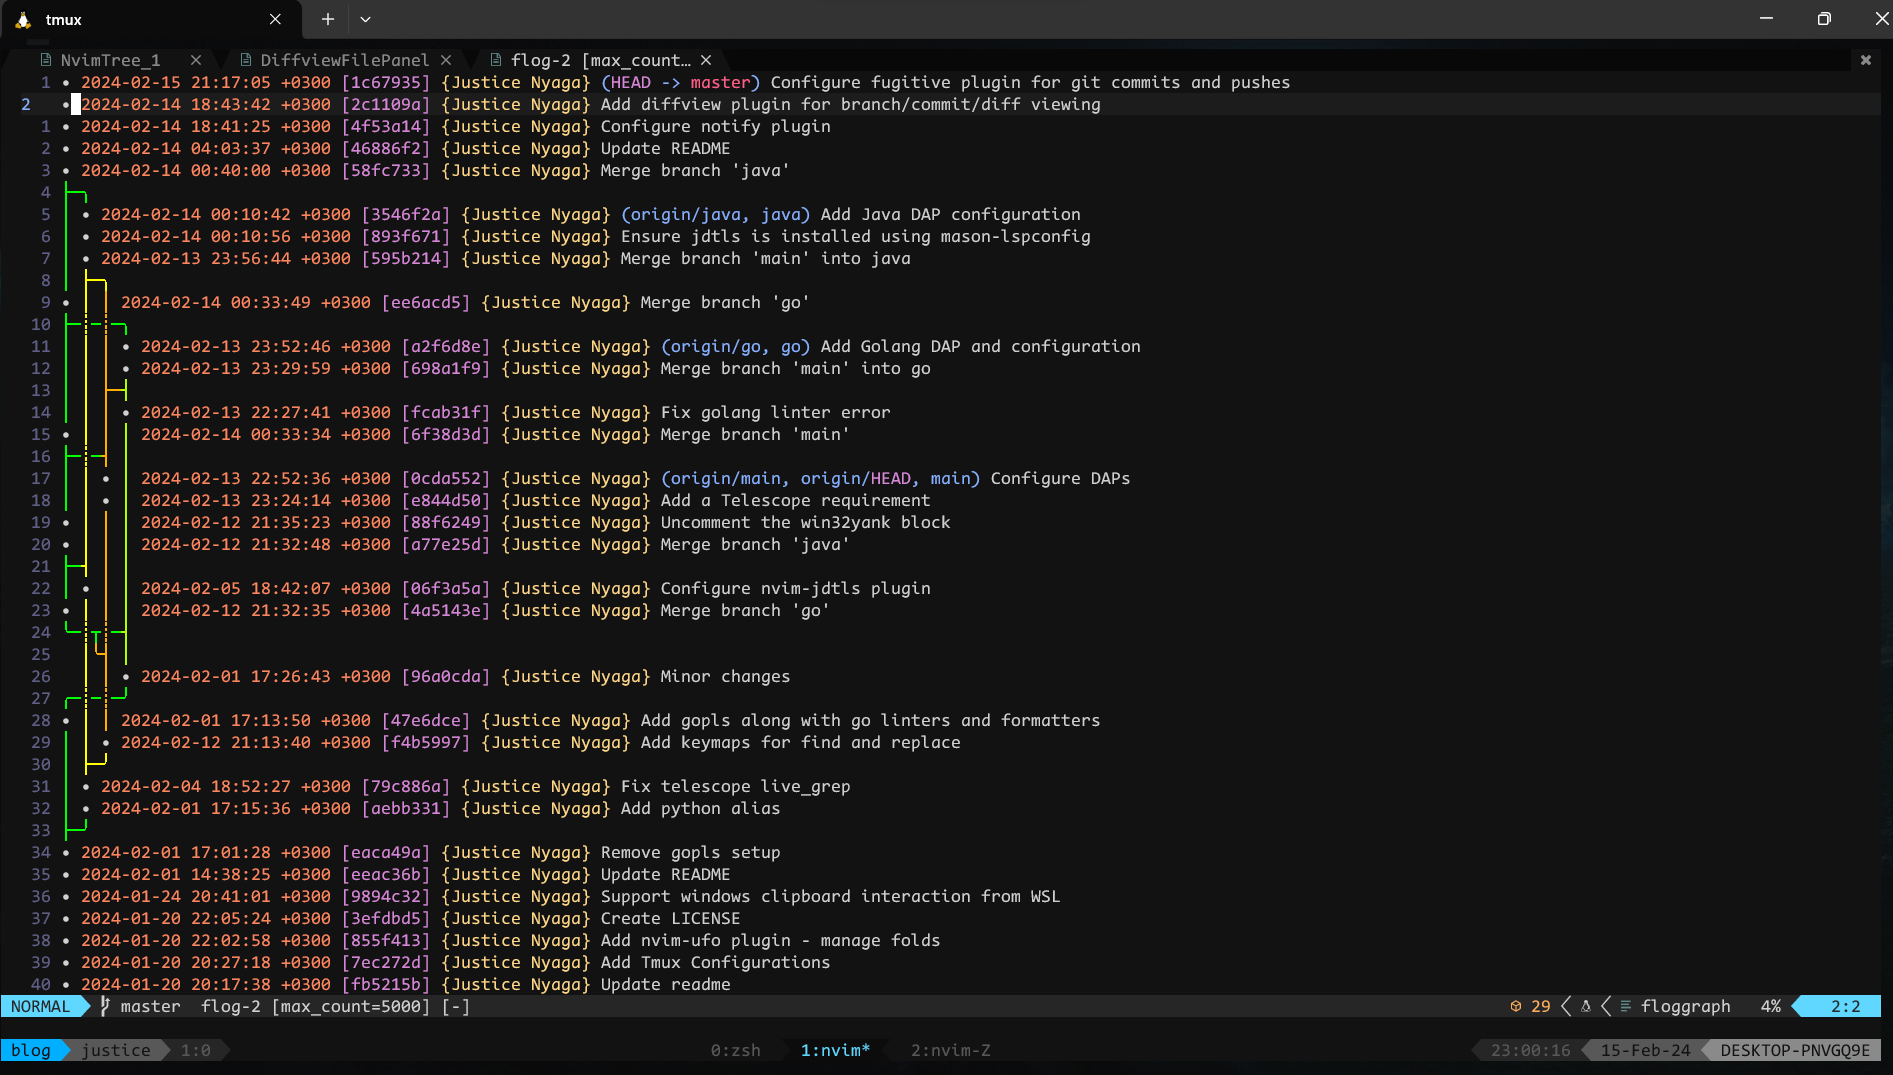 tmux
NvimTree_1 DiffviewFilePanel flog-2 [max_count…
1 • 2024-02-15 21:17:05 +0300 [1c67935] {Justice Nyaga} (HEAD -> master) Configure fugitive plugin for git commits and pushes
2 • 2024-02-14 18:43:42 +0300 [2c1109a] {Justice Nyaga} Add diffview plugin for branch/commit/diff viewing
1 • 2024-02-14 18:41:25 +0300 [4f53a14] {Justice Nyaga} Configure notify plugin
2 • 2024-02-14 04:03:37 +0300 [46886f2] {Justice Nyaga} Update README
3 • 2024-02-14 00:40:00 +0300 [58fc733] {Justice Nyaga} Merge branch 'java'
4
5 • 2024-02-14 00:10:42 +0300 [3546f2a] {Justice Nyaga} (origin/java, java) Add Java DAP configuration
6 • 2024-02-14 00:10:56 +0300 [893f671] {Justice Nyaga} Ensure jdtls is installed using mason-lspconfig
7 • 2024-02-13 23:56:44 +0300 [595b214] {Justice Nyaga} Merge branch 'main' into java
8
9 • 2024-02-14 00:33:49 +0300 [ee6acd5] {Justice Nyaga} Merge branch 'go'
10
11 • 2024-02-13 23:52:46 +0300 [a2f6d8e] {Justice Nyaga} (origin/go, go) Add Golang DAP and configuration
12 • 2024-02-13 23:29:59 +0300 [698a1f9] {Justice Nyaga} Merge branch 'main' into go
13
14 • 2024-02-13 22:27:41 +0300 [fcab31f] {Justice Nyaga} Fix golang linter error
15 • 2024-02-14 00:33:34 +0300 [6f38d3d] {Justice Nyaga} Merge branch 'main'
16
17 • 2024-02-13 22:52:36 +0300 [0cda552] {Justice Nyaga} (origin/main, origin/HEAD, main) Configure DAPs
18 • 2024-02-13 23:24:14 +0300 [e844d50] {Justice Nyaga} Add a Telescope requirement
19 • 2024-02-12 21:35:23 +0300 [88f6249] {Justice Nyaga} Uncomment the win32yank block
20 • 2024-02-12 21:32:48 +0300 [a77e25d] {Justice Nyaga} Merge branch 'java'
21
22 • 2024-02-05 18:42:07 +0300 [06f3a5a] {Justice Nyaga} Configure nvim-jdtls plugin
23 • 2024-02-12 21:32:35 +0300 [4a5143e] {Justice Nyaga} Merge branch 'go'
24
25
26 • 2024-02-01 17:26:43 +0300 [96a0cda] {Justice Nyaga} Minor changes
27
28 • 2024-02-01 17:13:50 +0300 [47e6dce] {Justice Nyaga} Add gopls along with go linters and formatters
29 • 2024-02-12 21:13:40 +0300 [f4b5997] {Justice Nyaga} Add keymaps for find and replace
30
31 • 2024-02-04 18:52:27 +0300 [79c886a] {Justice Nyaga} Fix telescope live_grep
32 • 2024-02-01 17:15:36 +0300 [aebb331] {Justice Nyaga} Add python alias
33
34 • 2024-02-01 17:01:28 +0300 [eaca49a] {Justice Nyaga} Remove gopls setup
35 • 2024-02-01 14:38:25 +0300 [eeac36b] {Justice Nyaga} Update README
36 • 2024-01-24 20:41:01 +0300 [9894c32] {Justice Nyaga} Support windows clipboard interaction from WSL
37 • 2024-01-20 22:05:24 +0300 [3efdbd5] {Justice Nyaga} Create LICENSE
38 • 2024-01-20 22:02:58 +0300 [855f413] {Justice Nyaga} Add nvim-ufo plugin - manage folds
39 • 2024-01-20 20:27:18 +0300 [7ec272d] {Justice Nyaga} Add Tmux Configurations
40 • 2024-01-20 20:17:38 +0300 [fb5215b] {Justice Nyaga} Update readme
NORMAL master flog-2 [max_count=5000] [-] 29 floggraph 4% 2:2
blog justice 1:0 0:zsh 1:nvim* 2:nvim-Z 23:00:16 15-Feb-24 DESKTOP-PNVGQ9E